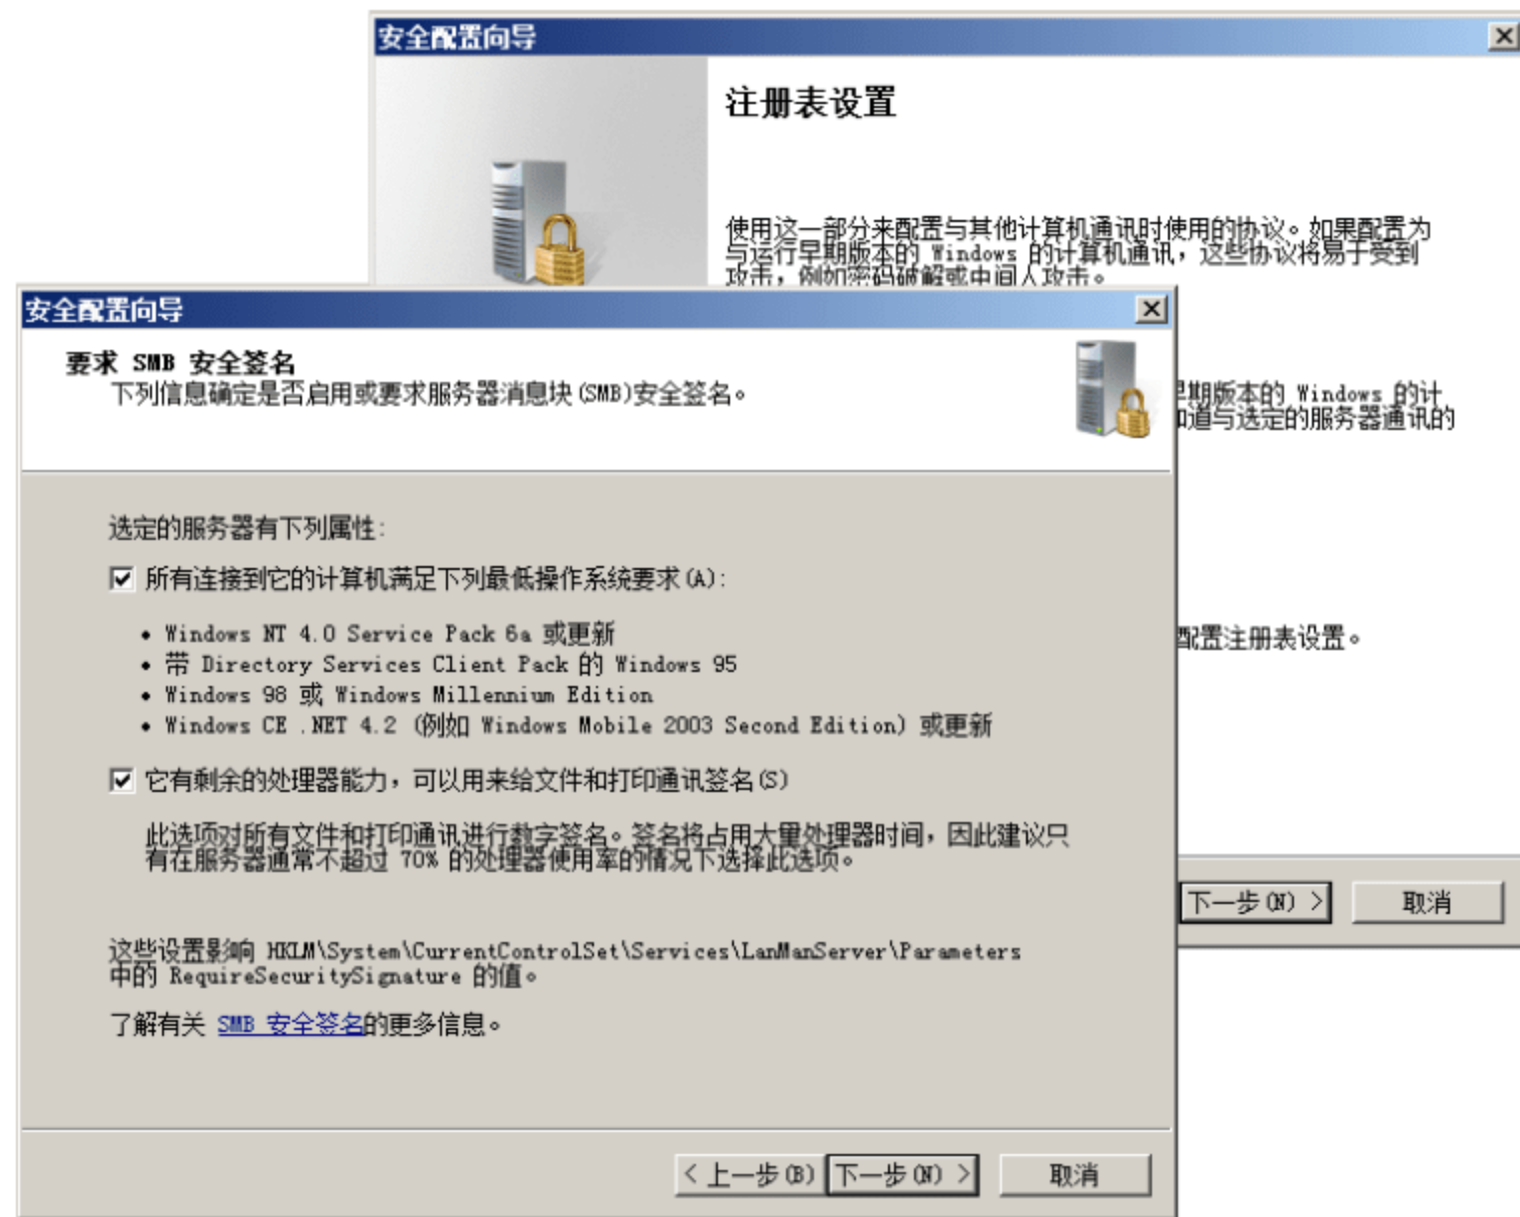 安全配置向导
注册表设置
使用这一部分来配置与其他计算机通讯时使用的协议。如果配置为
与运行早期版本的 Windows 的计算机通讯，这些协议将易于受到
攻击，例如密码破解或中间人攻击。
早期版本的 Windows 的计
知道与选定的服务器通讯的
配置注册表设置。
下一步(N) >
取消
安全配置向导
要求 SMB 安全签名
下列信息确定是否启用或要求服务器消息块(SMB)安全签名。
选定的服务器有下列属性:
所有连接到它的计算机满足下列最低操作系统要求(A):
• Windows NT 4.0 Service Pack 6a 或更新
• 带 Directory Services Client Pack 的 Windows 95
• Windows 98 或 Windows Millennium Edition
• Windows CE .NET 4.2 (例如 Windows Mobile 2003 Second Edition) 或更新
它有剩余的处理器能力，可以用来给文件和打印通讯签名(S)
此选项对所有文件和打印通讯进行数字签名。签名将占用大量处理器时间，因此建议只
有在服务器通常不超过 70% 的处理器使用率的情况下选择此选项。
这些设置影响 HKLM\System\CurrentControlSet\Services\LanManServer\Parameters
中的 RequireSecuritySignature 的值。
了解有关 SMB 安全签名的更多信息。
< 上一步(B)
下一步(N) >
取消